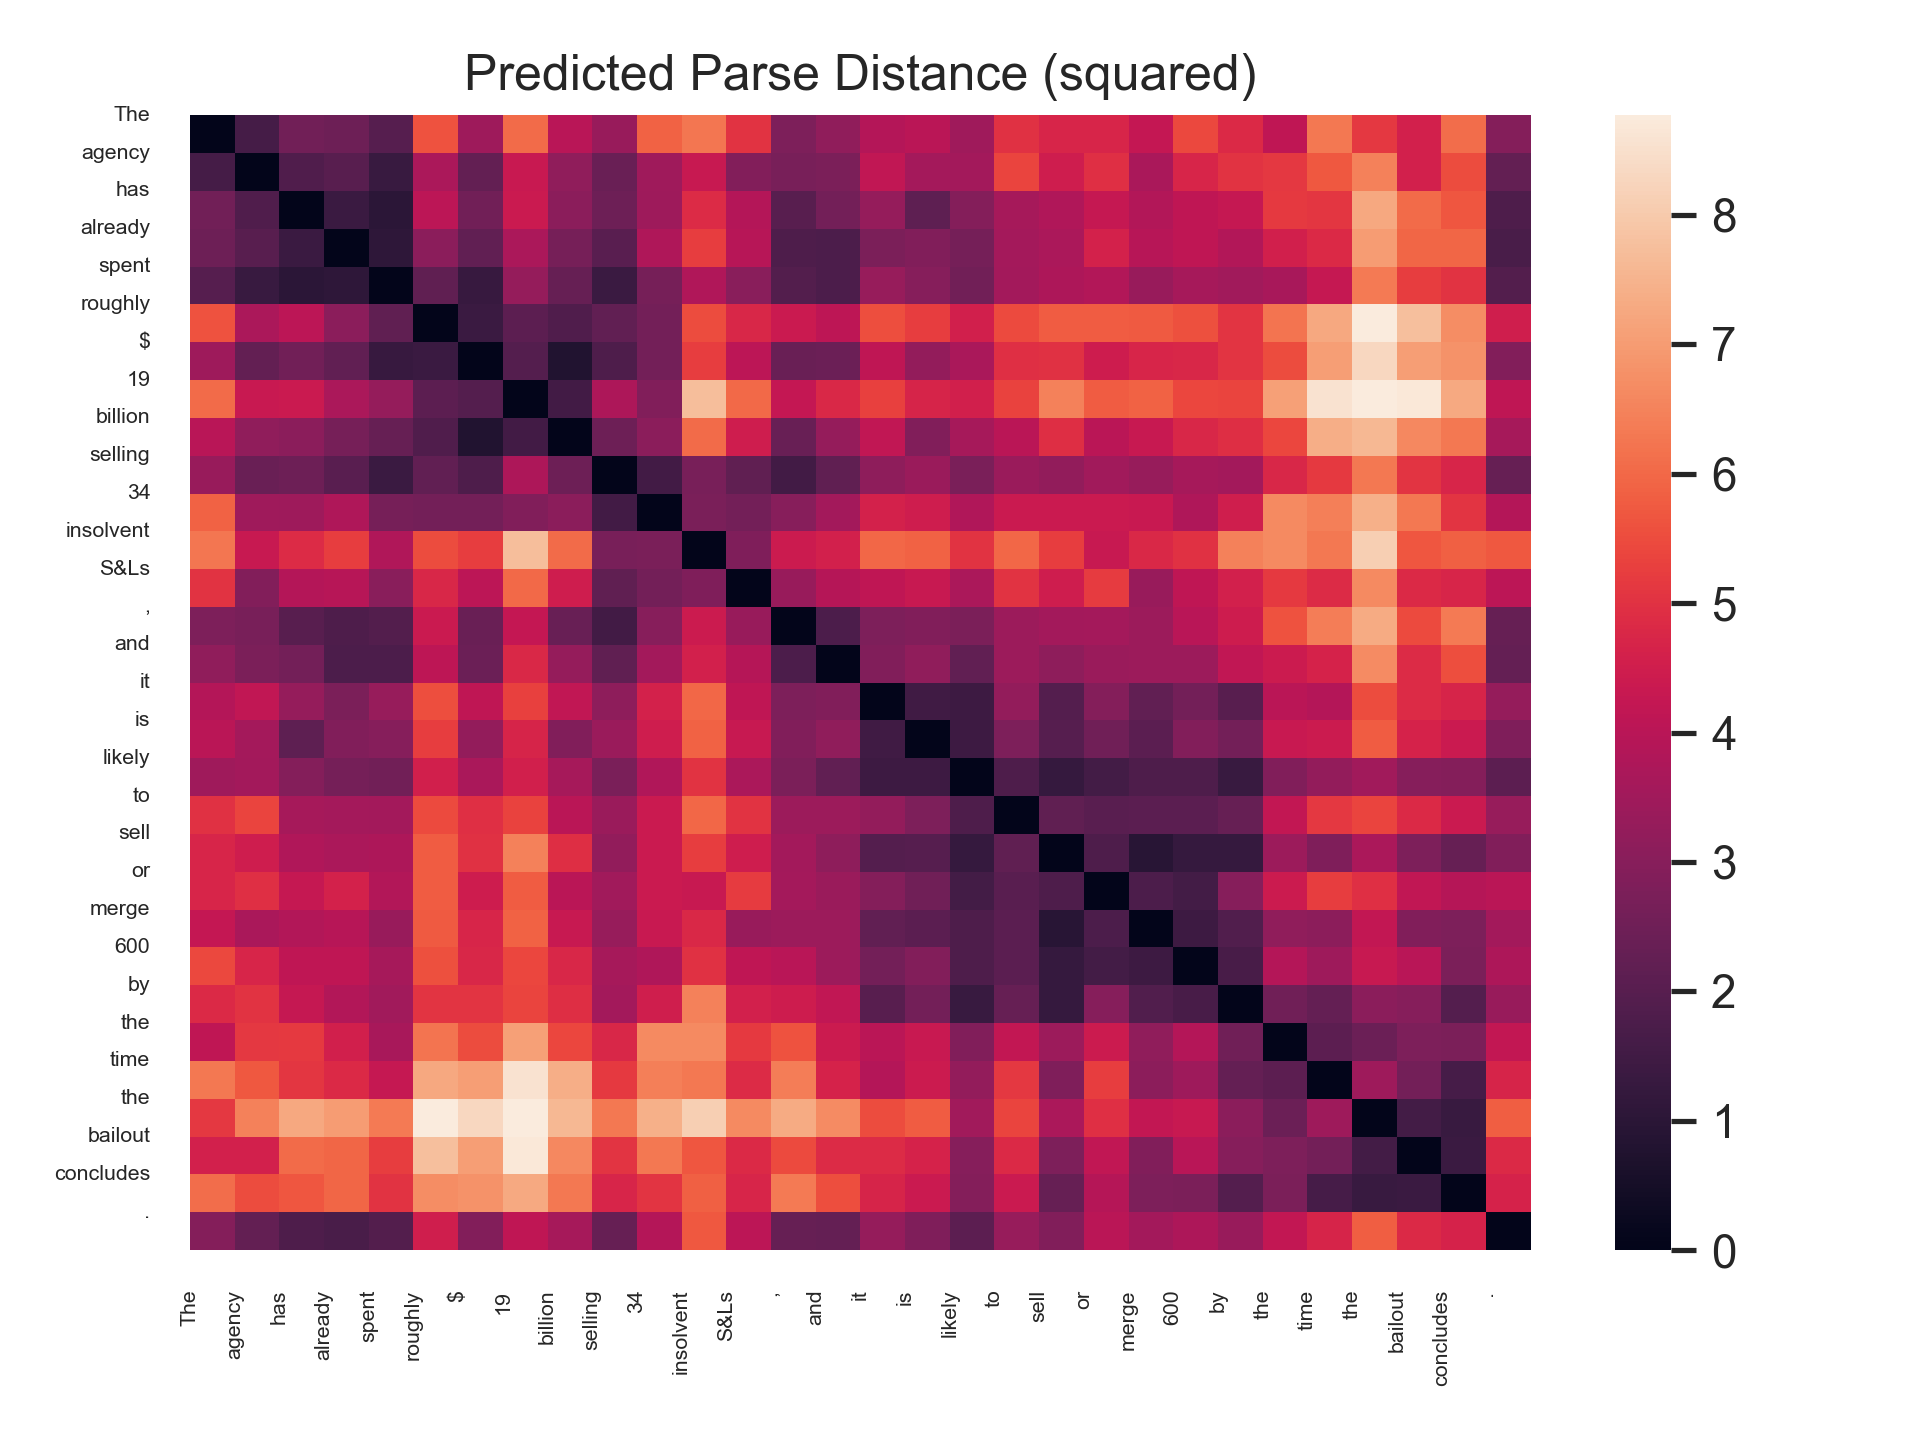 Predicted Parse Distance (squared)
The
agency
has
already
spent
roughly
$
19
billion
selling
34
insolvent
S&Ls
,
and
it
is
likely
to
sell
or
merge
600
by
the
time
the
bailout
concludes
.
The
agency
has
already
spent
roughly
$
19
billion
selling
34
insolvent
S&Ls
,
and
it
is
likely
to
sell
or
merge
600
by
the
time
the
bailout
concludes
.
8
7
6
5
4
3
2
1
0